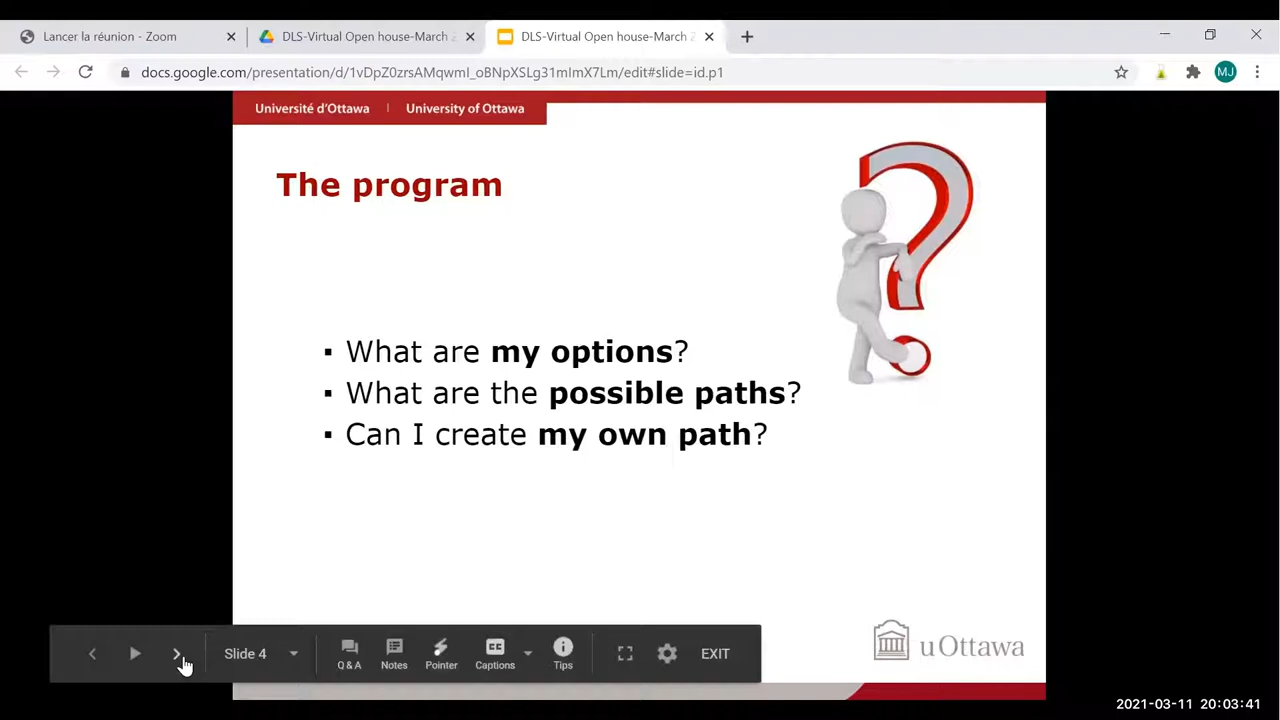 Lancer la réunion - Zoom
DLS-Virtual Open house-March 2
DLS-Virtual Open house-March 2
docs.google.com/presentation/d/1vDpZ0zrsAMqwmI_oBNpXSLg31mImX7Lm/edit#slide=id.p1
MJ
Université d'Ottawa | University of Ottawa
The program
?
▪ What are my options?
▪ What are the possible paths?
▪ Can I create my own path?
Slide 4
Q & A
Notes
Pointer
CC
Captions
Tips
EXIT
uOttawa
2021-03-11 20:03:41